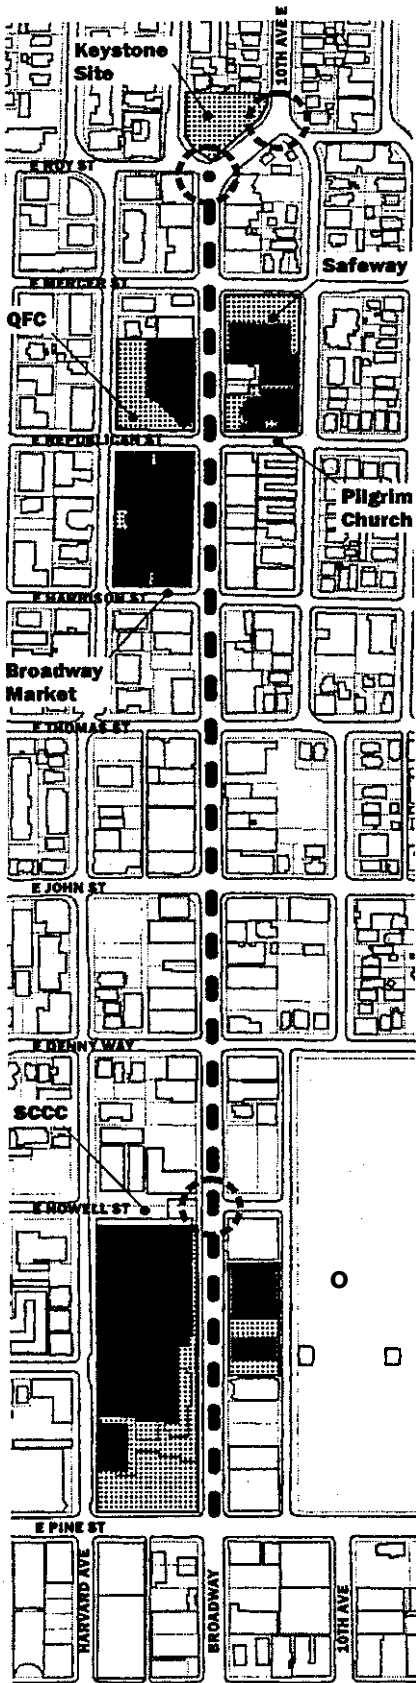 10TH AVE E
Keystone
Site
E ROY ST
Safeway
E MERCER ST
QFC
E REPUBLICAN ST
Pilgrim
Church
E HARRISON ST
Broadway
Market
E THOMAS ST
E JOHN ST
E DENNY WAY
SCCC
E HOWELL ST
E PINE ST
HARVARD AVE
BROADWAY
10TH AVE